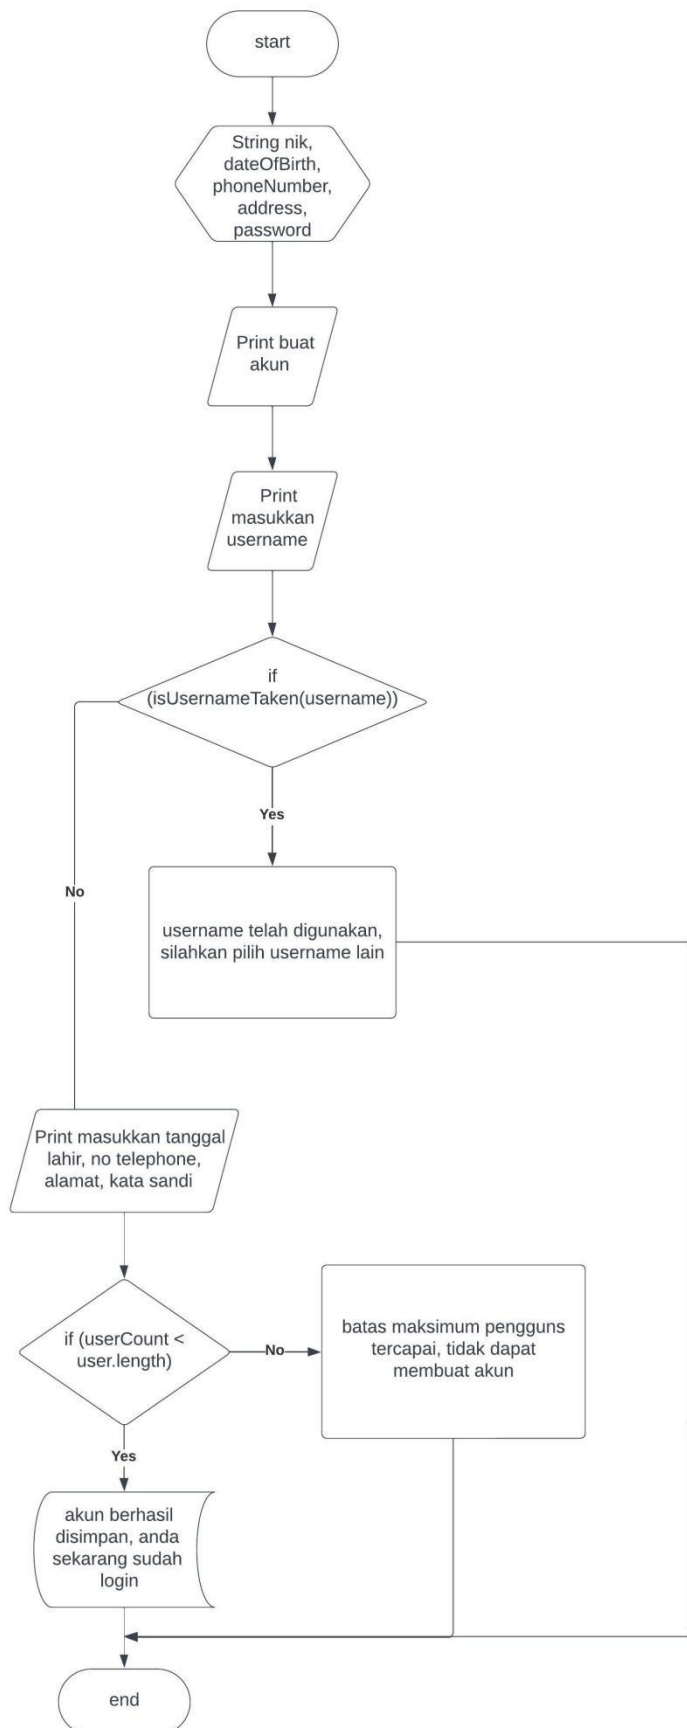 start
String nik,
dateOfBirth,
phoneNumber,
address,
password
Print buat
akun
Print
masukkan
username
if
(isUsernameTaken(username))
Yes
No
username telah digunakan,
silahkan pilih username lain
Print masukkan tanggal
lahir, no telephone,
alamat, kata sandi
if (userCount <
user.length)
No
batas maksimum pengguns
tercapai, tidak dapat
membuat akun
Yes
akun berhasil
disimpan, anda
sekarang sudah
login
end